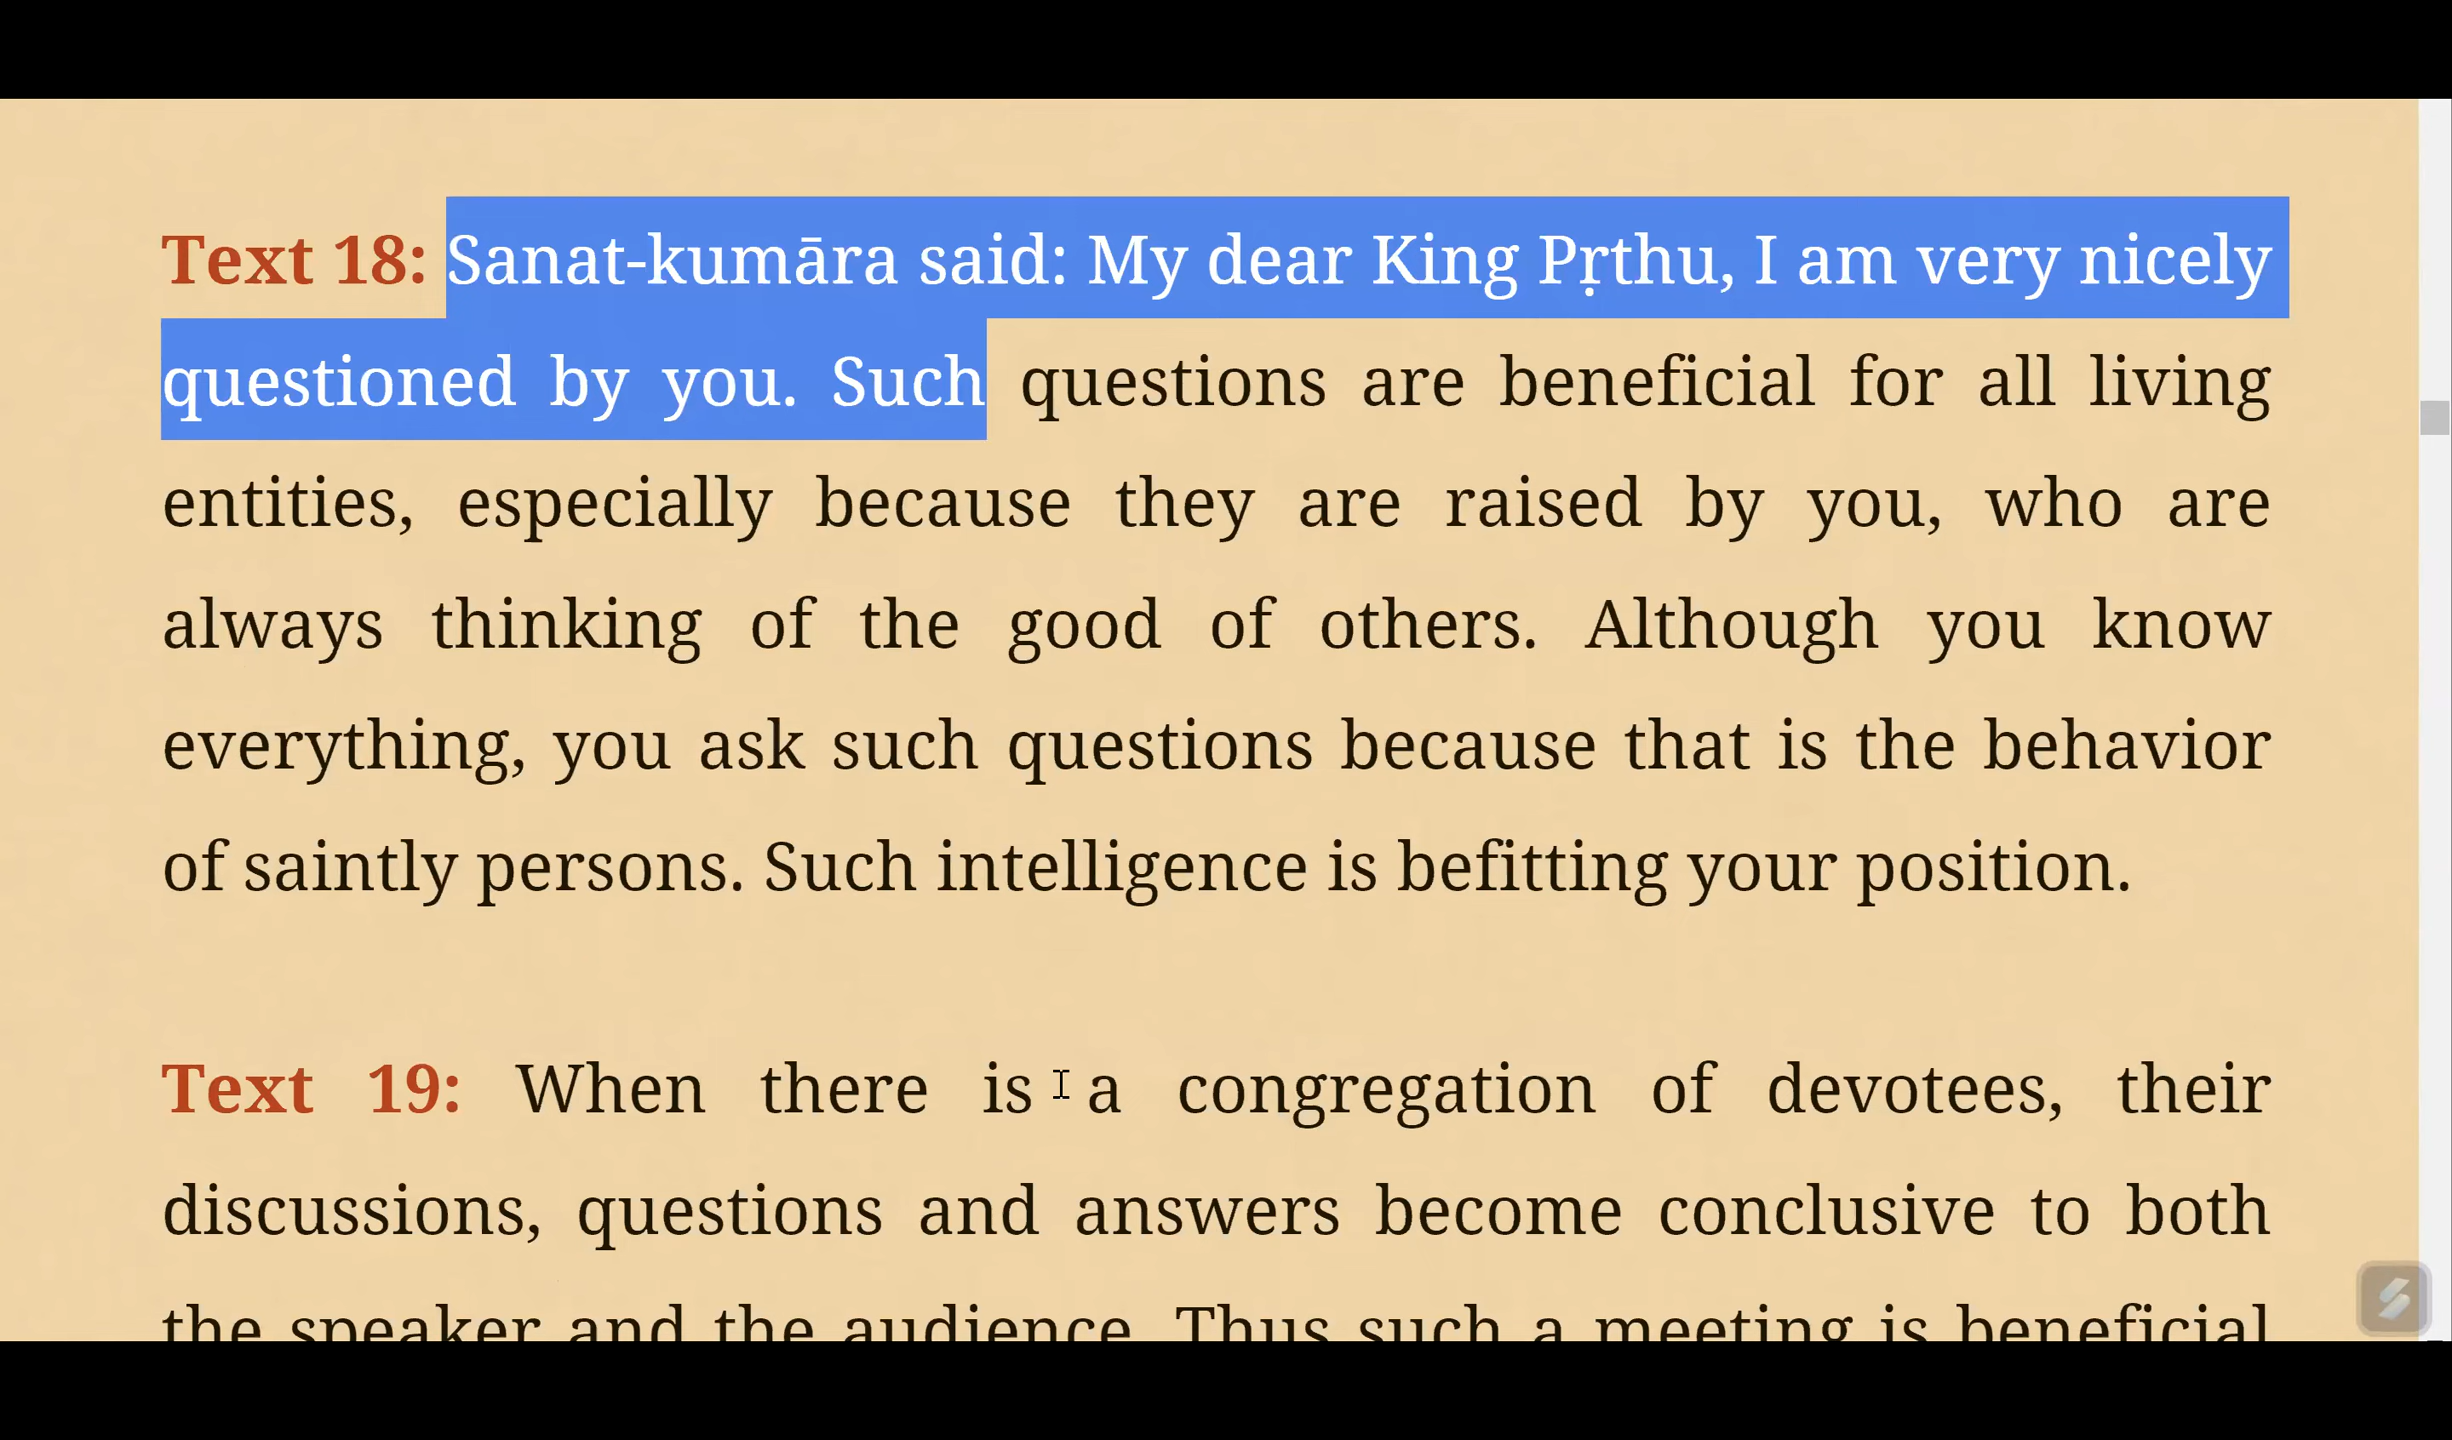 Text 18: Sanat-kumāra said: My dear King Pṛthu, I am very nicely
questioned by you. Such questions are beneficial for all living
entities, especially because they are raised by you, who are
always thinking of the good of others. Although you know
everything, you ask such questions because that is the behavior
of saintly persons. Such intelligence is befitting your position.
Text 19: When there is a congregation of devotees, their
discussions, questions and answers become conclusive to both
the speaker and the audience. Thus such a meeting is beneficial